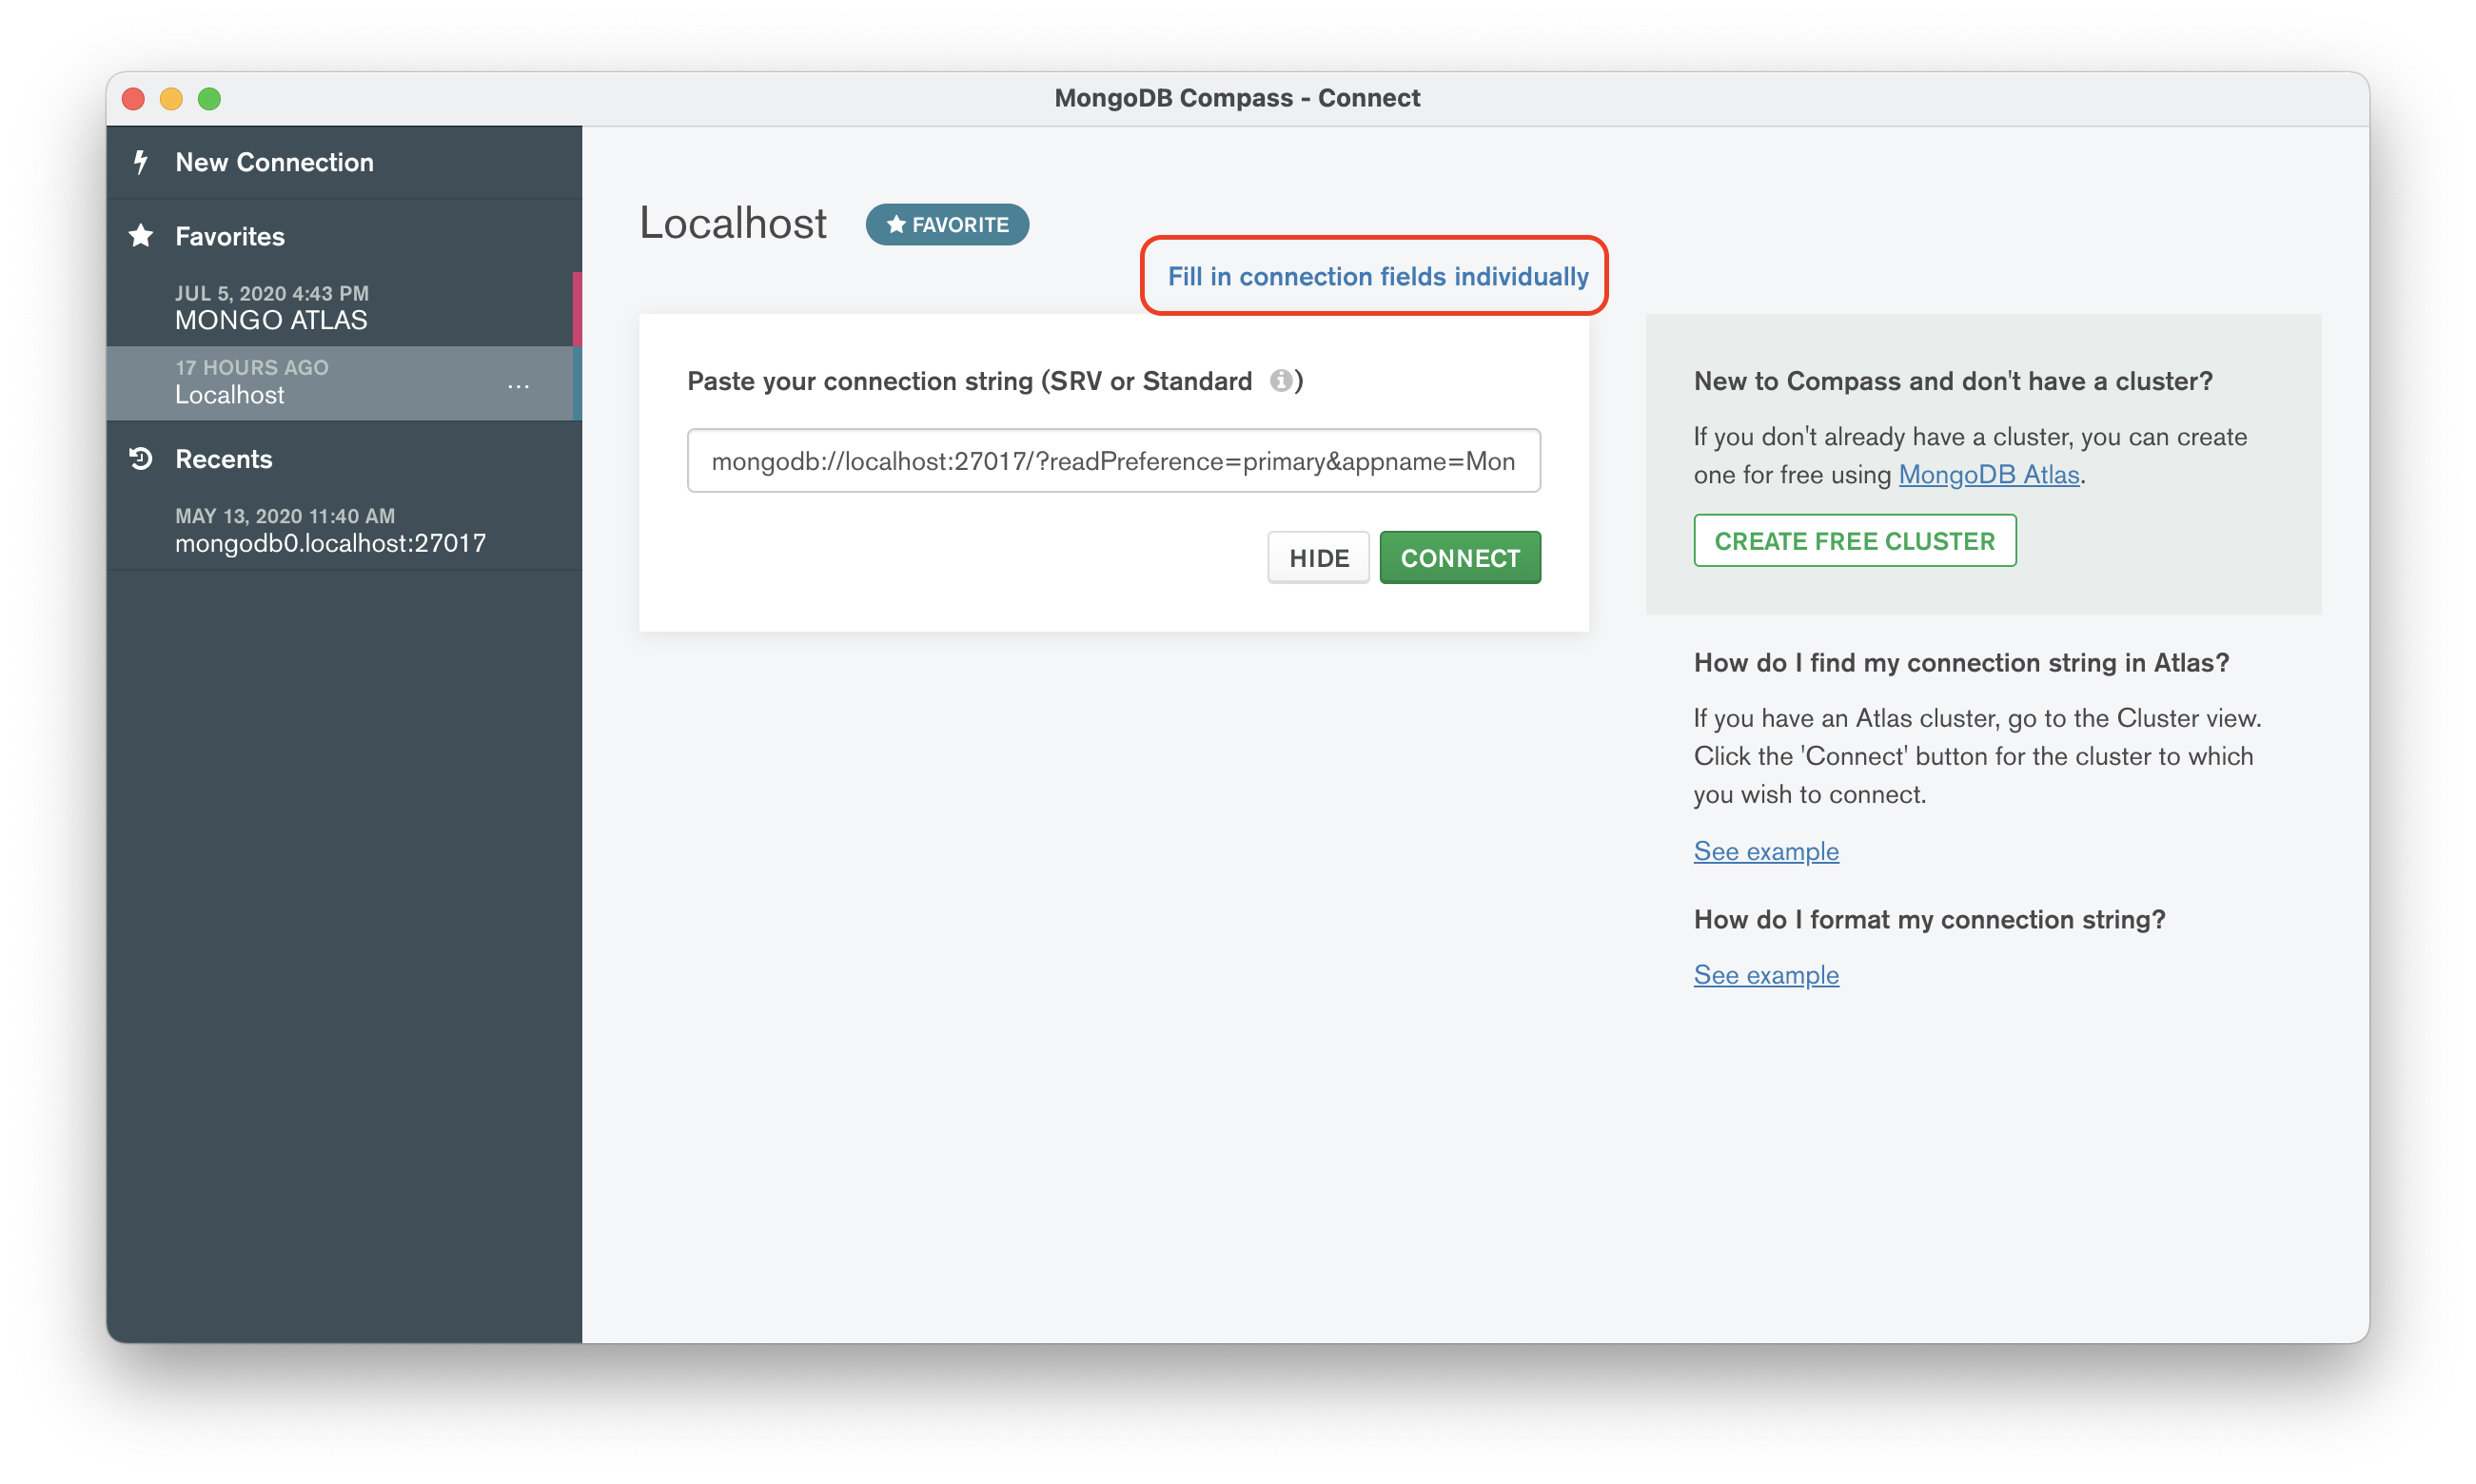 MongoDB Compass - Connect
New Connection
Favorites
JUL 5, 2020 4:43 PM
MONGO ATLAS
17 HOURS AGO
Localhost
...
Recents
MAY 13, 2020 11:40 AM
mongodb0.localhost:27017
Localhost
FAVORITE
Fill in connection fields individually
Paste your connection string (SRV or Standard i)
mongodb://localhost:27017/?readPreference=primary&appname=Mon
HIDE
CONNECT
New to Compass and don't have a cluster?
If you don't already have a cluster, you can create
one for free using MongoDB Atlas.
CREATE FREE CLUSTER
How do I find my connection string in Atlas?
If you have an Atlas cluster, go to the Cluster view.
Click the 'Connect' button for the cluster to which
you wish to connect.
See example
How do I format my connection string?
See example